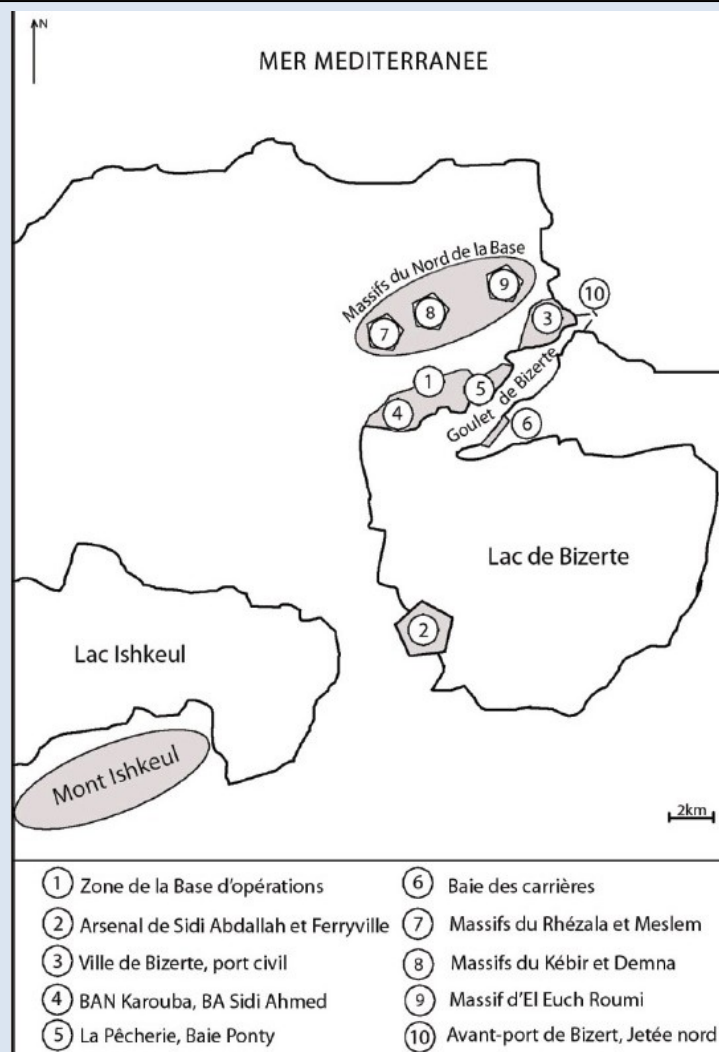 N
MER MEDITERRANEE
Massifs du Nord de la Base
9
10
8
3
7
1
5
Goulet de Bizerte
4
6
Lac de Bizerte
2
Lac Ishkeul
Mont Ishkeul
2km
1 Zone de la Base d'opérations
2 Arsenal de Sidi Abdallah et Ferryville
3 Ville de Bizerte, port civil
4 BAN Karouba, BA Sidi Ahmed
5 La Pêcherie, Baie Ponty
6 Baie des carrières
7 Massifs du Rhézala et Meslem
8 Massifs du Kébir et Demna
9 Massif d'El Euch Roumi
10 Avant-port de Bizert, Jetée nord